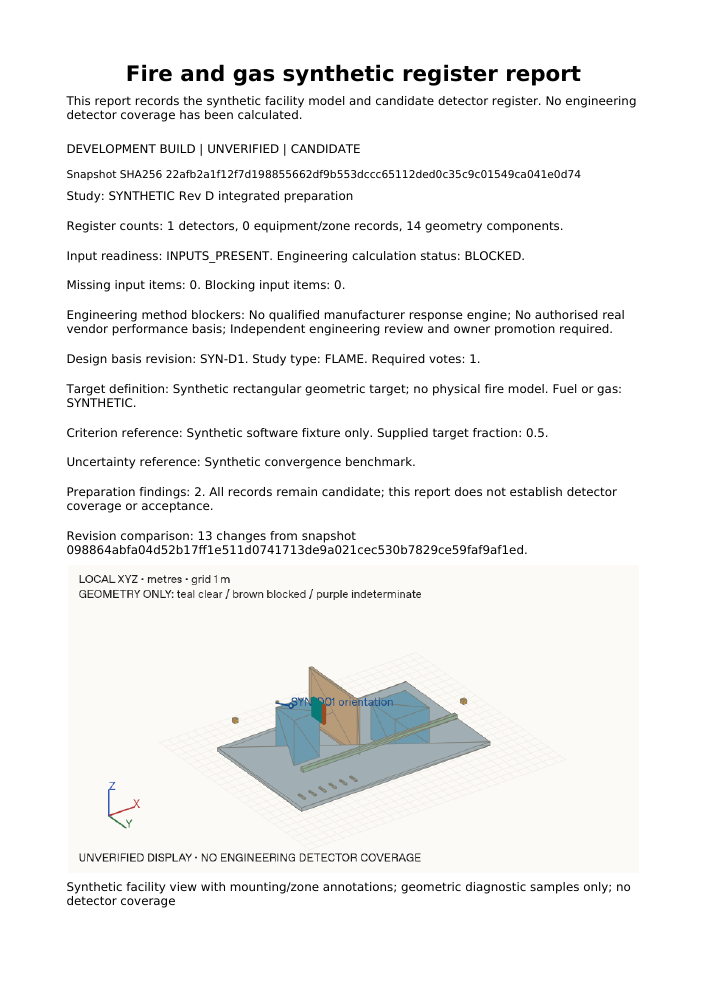 Fire and gas synthetic register report
This report records the synthetic facility model and candidate detector register. No engineering
detector coverage has been calculated.
DEVELOPMENT BUILD | UNVERIFIED | CANDIDATE
Snapshot SHA256 22afb2a1f12f7d198855662df9b553dccc65112ded0c35c9c01549ca041e0d74
Study: SYNTHETIC Rev D integrated preparation
Register counts: 1 detectors, 0 equipment/zone records, 14 geometry components.
Input readiness: INPUTS_PRESENT. Engineering calculation status: BLOCKED.
Missing input items: 0. Blocking input items: 0.
Engineering method blockers: No qualified manufacturer response engine; No authorised real
vendor performance basis; Independent engineering review and owner promotion required.
Design basis revision: SYN-D1. Study type: FLAME. Required votes: 1.
Target definition: Synthetic rectangular geometric target; no physical fire model. Fuel or gas:
SYNTHETIC.
Criterion reference: Synthetic software fixture only. Supplied target fraction: 0.5.
Uncertainty reference: Synthetic convergence benchmark.
Preparation findings: 2. All records remain candidate; this report does not establish detector
coverage or acceptance.
Revision comparison: 13 changes from snapshot
098864abfa04d52b17ff1e511d0741713de9a021cec530b7829ce59faf9af1ed.
LOCAL XYZ • metres • grid 1 m
GEOMETRY ONLY: teal clear / brown blocked / purple indeterminate
orientation
Z
X
Y
UNVERIFIED DISPLAY • NO ENGINEERING DETECTOR COVERAGE
Synthetic facility view with mounting/zone annotations; geometric diagnostic samples only; no
detector coverage